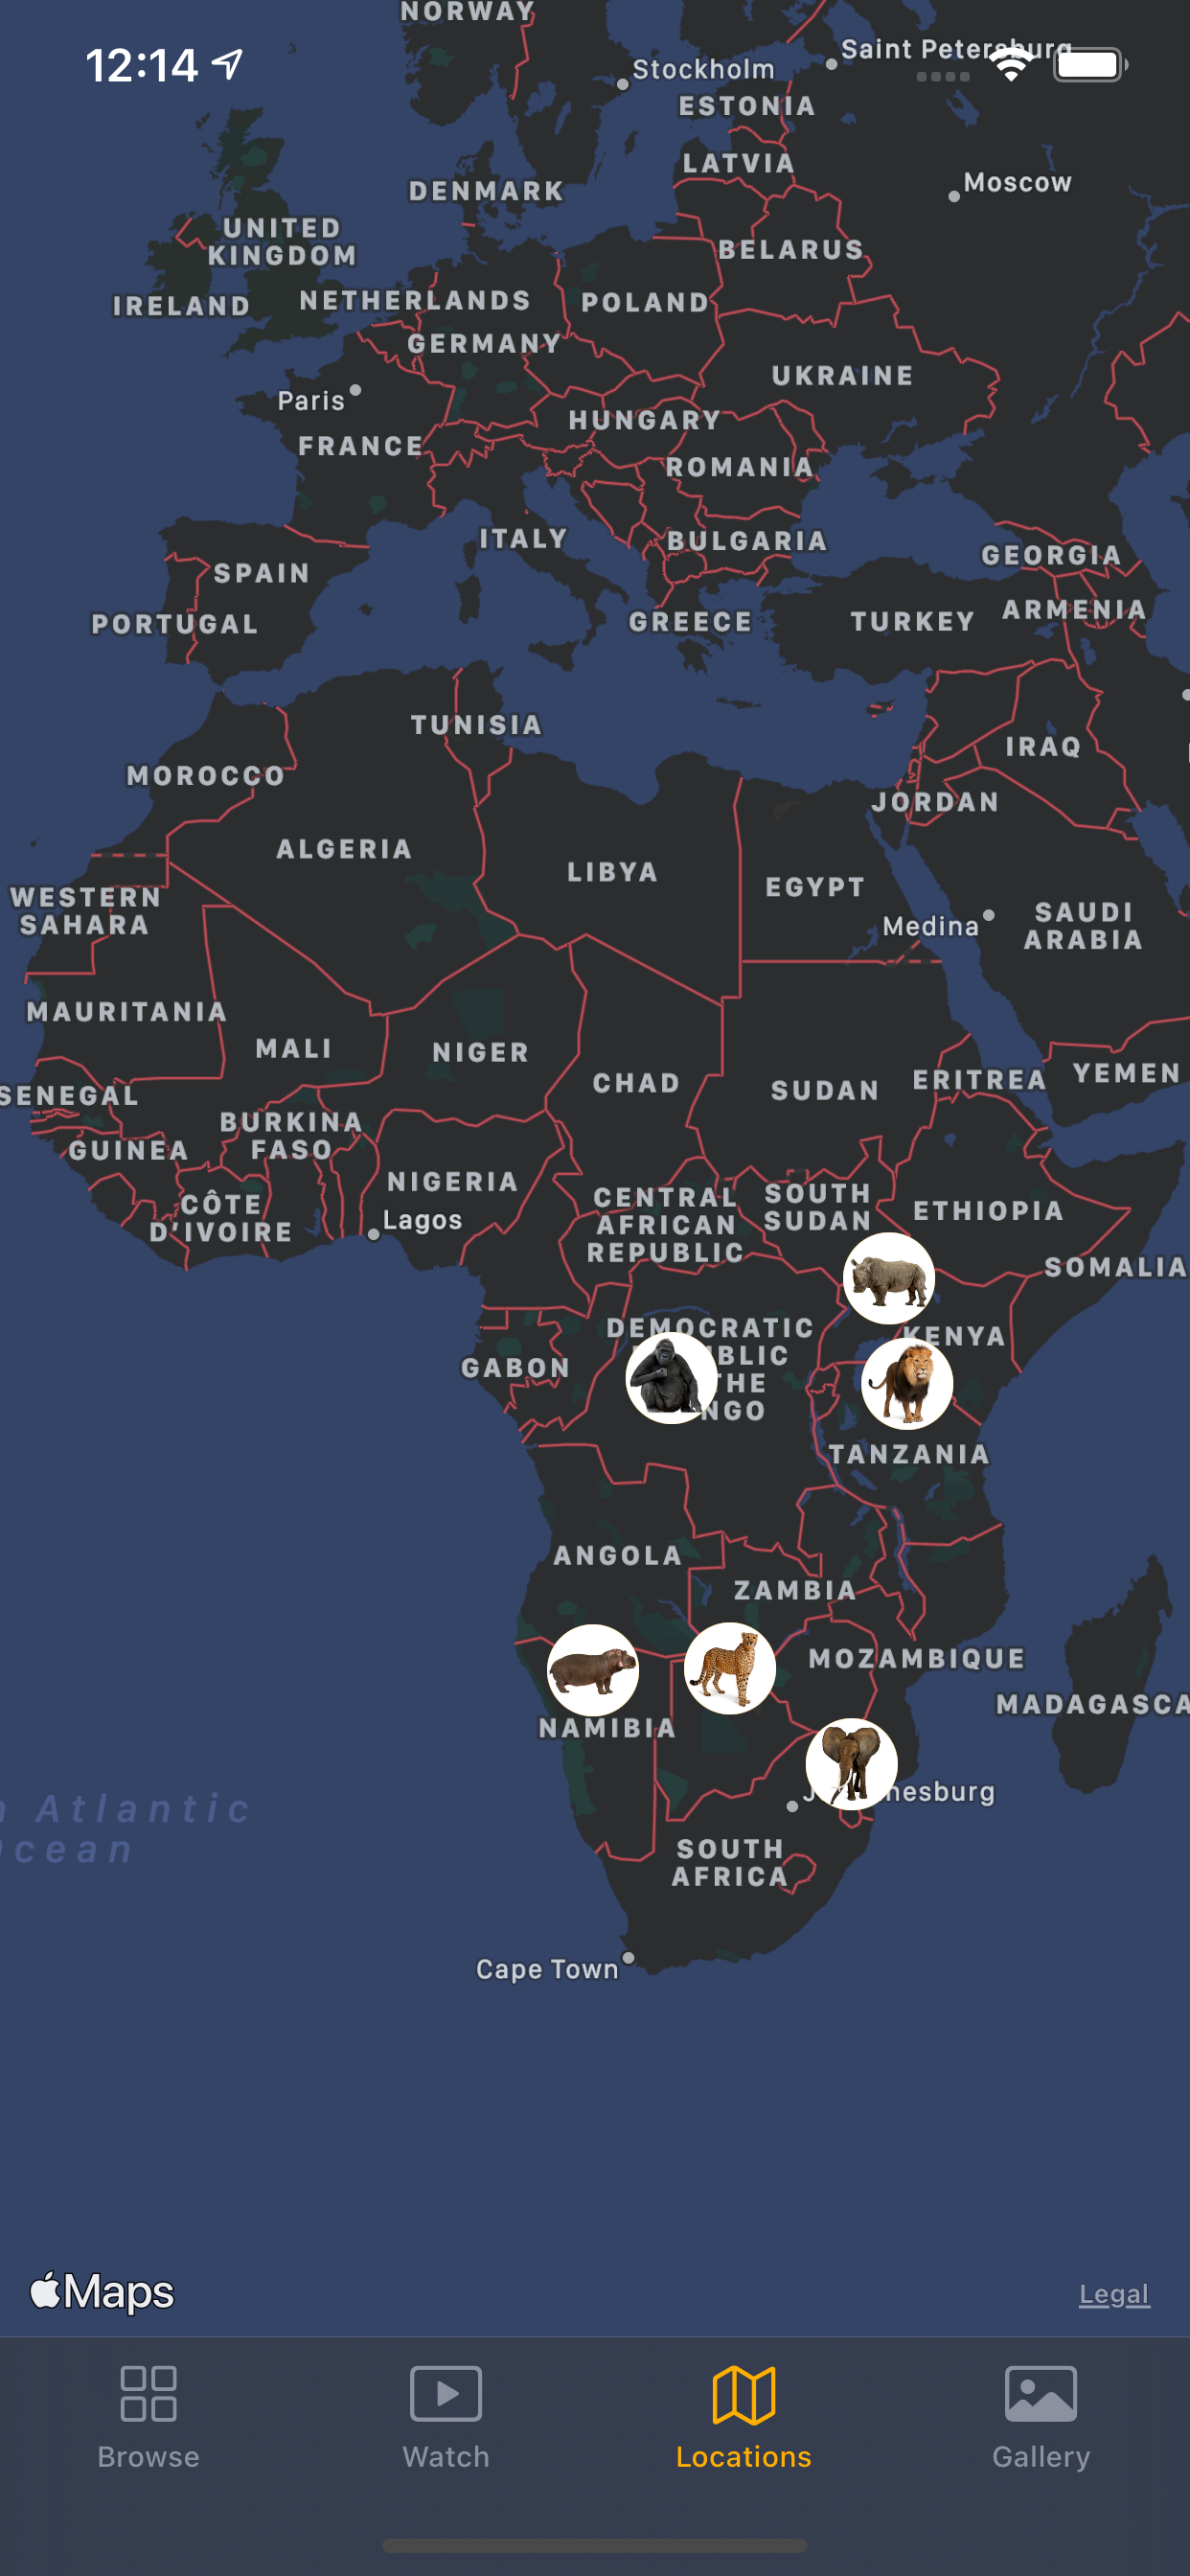 NORWAY
12:14
Saint Petersburg
Stockholm
ESTONIA
LATVIA
Moscow
DENMARK
UNITED
KINGDOM
BELARUS
IRELAND
NETHERLANDS
POLAND
GERMANY
UKRAINE
Paris
HUNGARY
FRANCE
ROMANIA
ITALY
BULGARIA
GEORGIA
SPAIN
PORTUGAL
GREECE
TURKEY
ARMENIA
TUNISIA
IRAQ
MOROCCO
JORDAN
ALGERIA
LIBYA
EGYPT
WESTERN
SAHARA
Medina
SAUDI
ARABIA
MAURITANIA
MALI
NIGER
CHAD
SUDAN
ERITREA
YEMEN
SENEGAL
BURKINA
FASO
GUINEA
NIGERIA
CÔTE
D'IVOIRE
Lagos
CENTRAL
AFRICAN
REPUBLIC
SOUTH
SUDAN
ETHIOPIA
SOMALIA
DEMOCRATIC
BLIC
THE
NGO
KENYA
GABON
TANZANIA
ANGOLA
ZAMBIA
MOZAMBIQUE
NAMIBIA
MADAGASCA
J nesburg
Atlantic
cean
SOUTH
AFRICA
Cape Town
Maps
Legal
Browse
Watch
Locations
Gallery